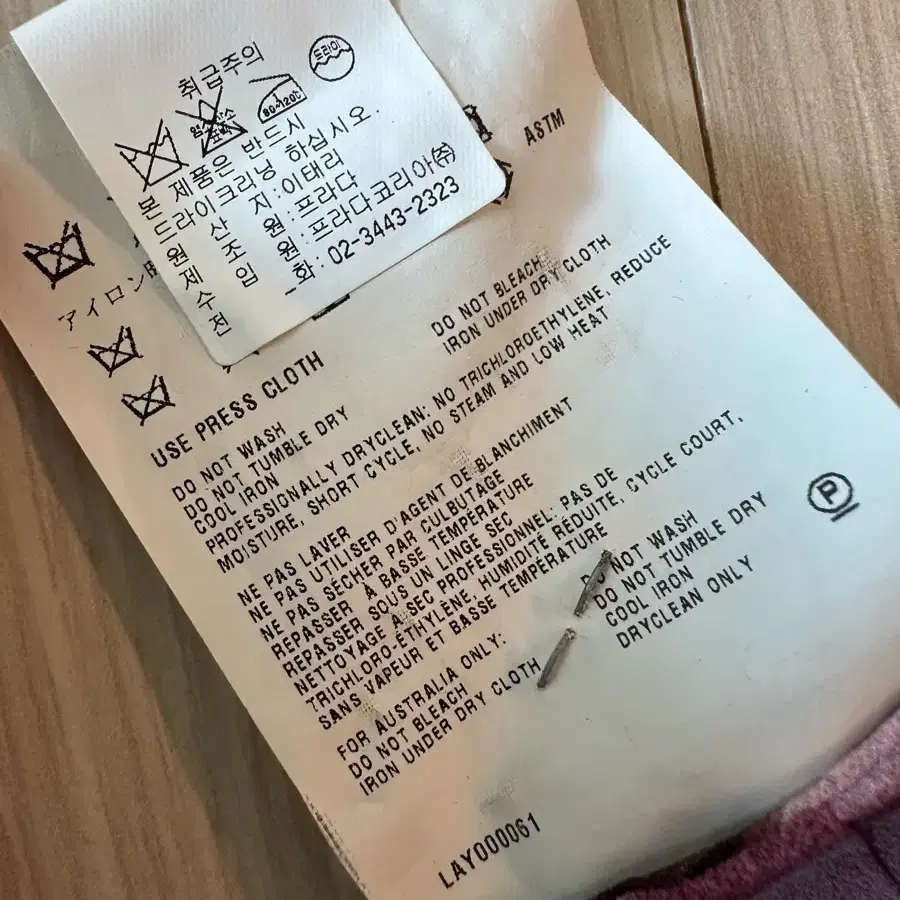 취급주의
염소산소
표백
80~120℃
드라이
본 제품은 반드시
드라이크리닝 하십시오.
원 산 지:이태리
제 조 원:프라다
수 입 원:프라다코리아(주)
전 화: 02-3443-2323
ASTM
アイロン
USE PRESS CLOTH
DO NOT WASH
DO NOT BLEACH
DO NOT TUMBLE DRY
IRON UNDER DRY CLOTH
COOL IRON
PROFESSIONALLY DRYCLEAN: NO TRICHLOROETHYLENE, REDUCE
MOISTURE, SHORT CYCLE, NO STEAM AND LOW HEAT
NE PAS LAVER
NE PAS UTILISER D'AGENT DE BLANCHIMENT
NE PAS SÉCHER PAR CULBUTAGE
REPASSER À BASSE TEMPÉRATURE
REPASSER SOUS UN LINGE SEC
NETTOYAGE A SEC PROFESSIONNEL: PAS DE
TRICHLORO-ÉTHYLÈNE, HUMIDITÉ RÉDUITE, CYCLE COURT,
SANS VAPEUR ET BASSE TEMPÉRATURE
FOR AUSTRALIA ONLY:
DO NOT WASH
DO NOT BLEACH
DO NOT TUMBLE DRY
IRON UNDER DRY CLOTH
COOL IRON
DRYCLEAN ONLY
P
LAY000061